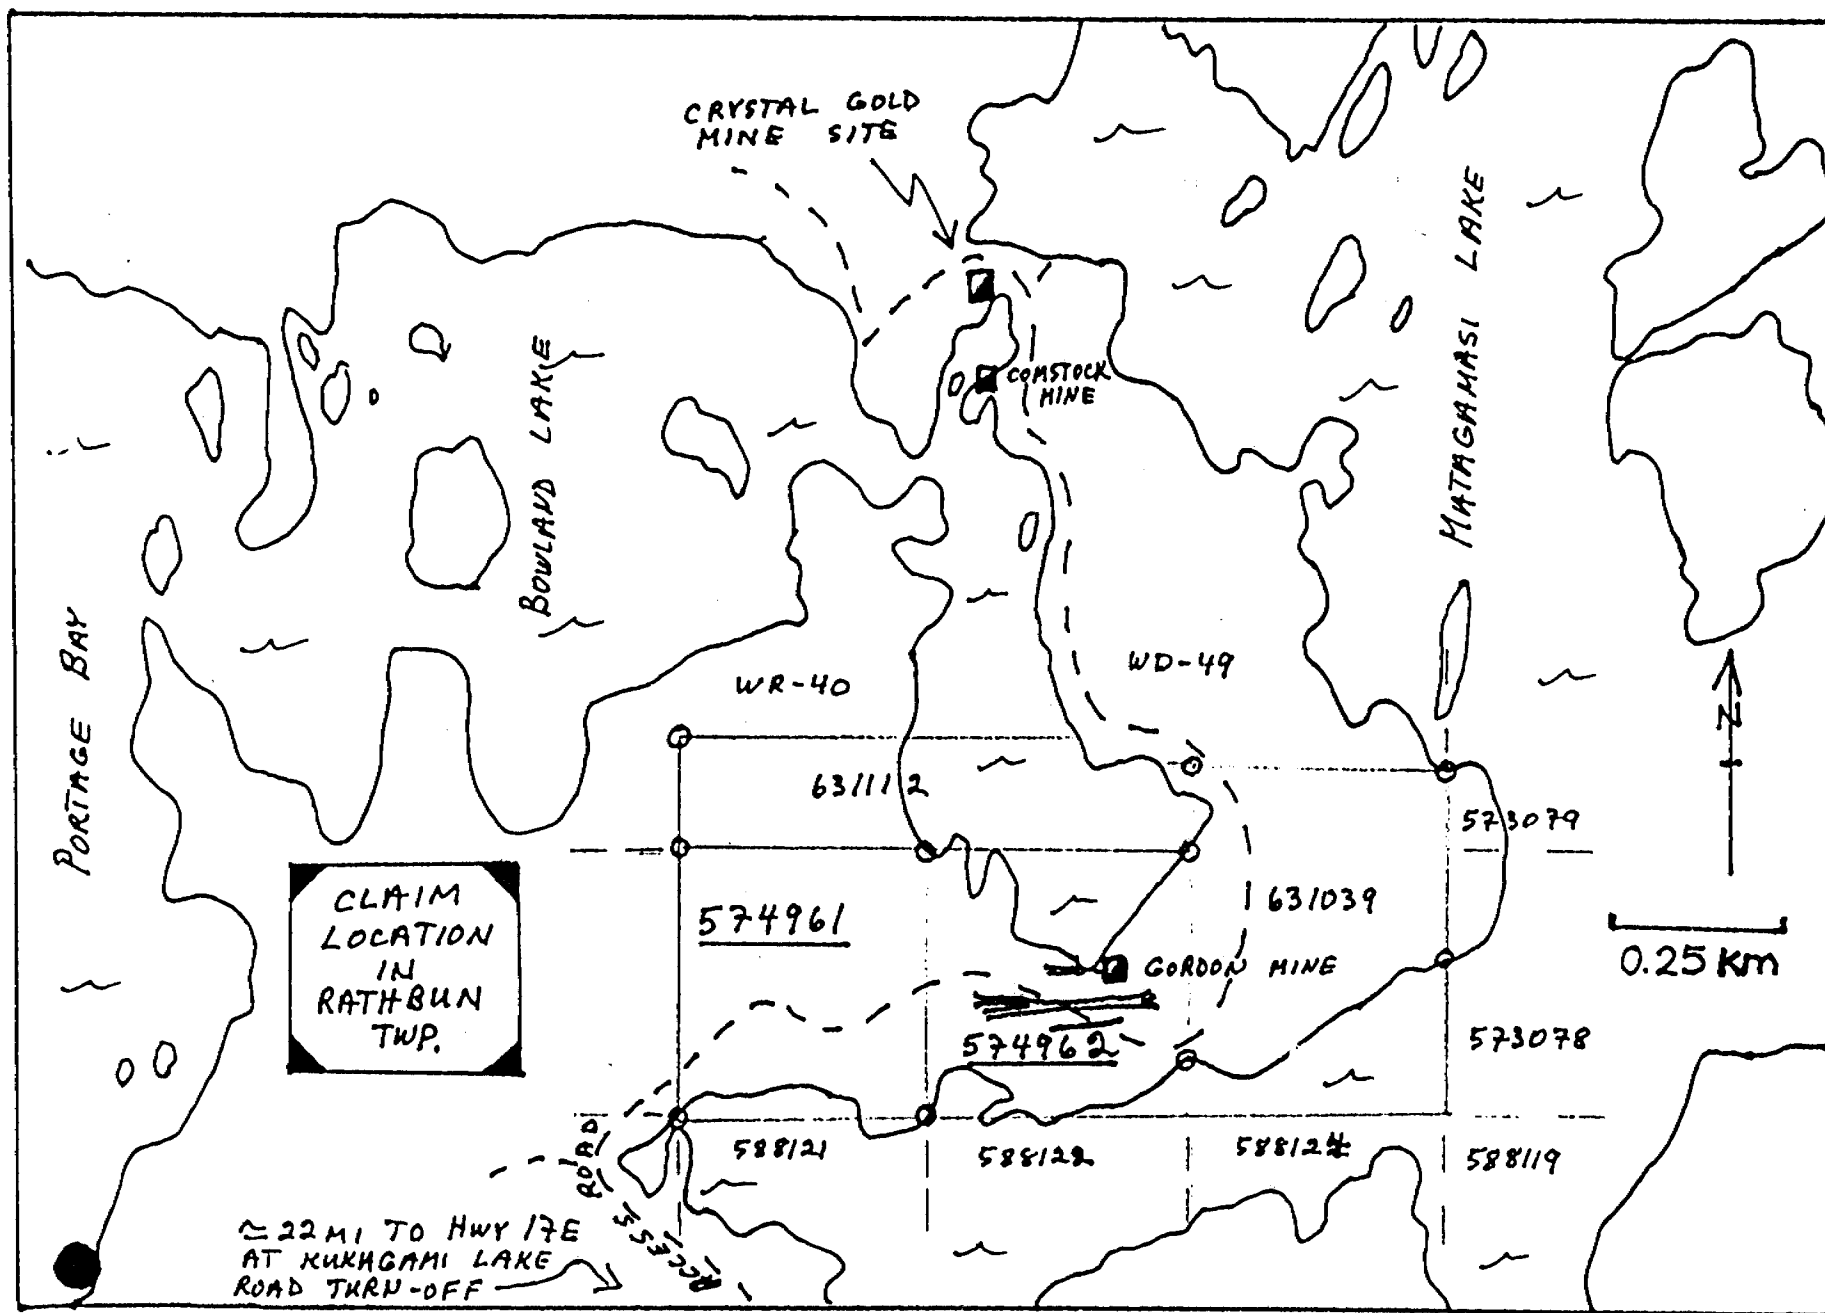 CRYSTAL GOLD
MINE SITE
MATAGAMASI LAKE
BOWLAND LAKE
COMSTOCK
MINE
PORTAGE BAY
WR-40
WD-49
N
631112
573079
CLAIM
LOCATION
IN
RATHBUN
TWP.
574961
631039
0.25 Km
GORDON MINE
574962
573078
588121
588122
588124
588119
ROAD
ACCESS
≈22 MI TO HWY 17E
AT KUKAGAMI LAKE
ROAD TURN-OFF